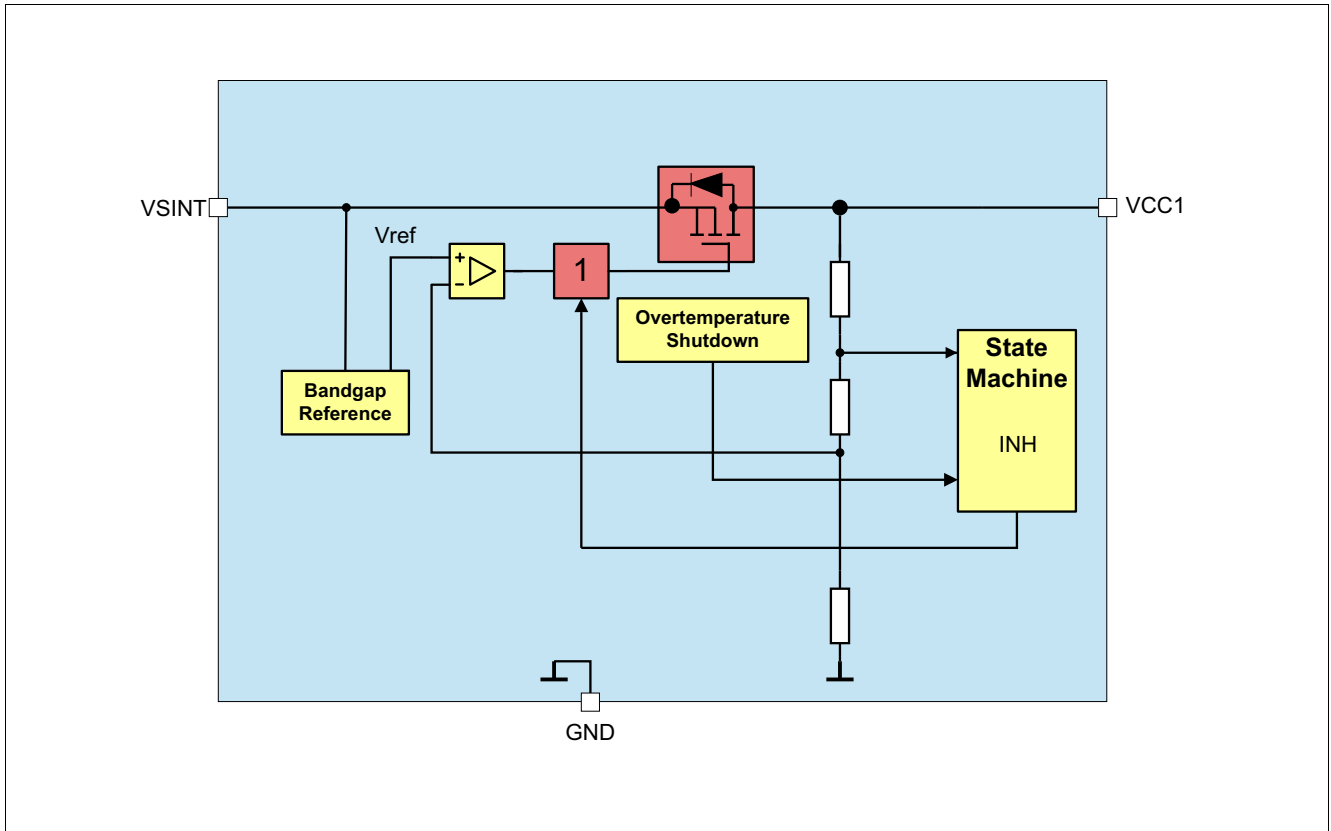 VSINT
VCC1
Vref
+
-
1
Overtemperature
Shutdown
State
Machine
INH
Bandgap
Reference
GND